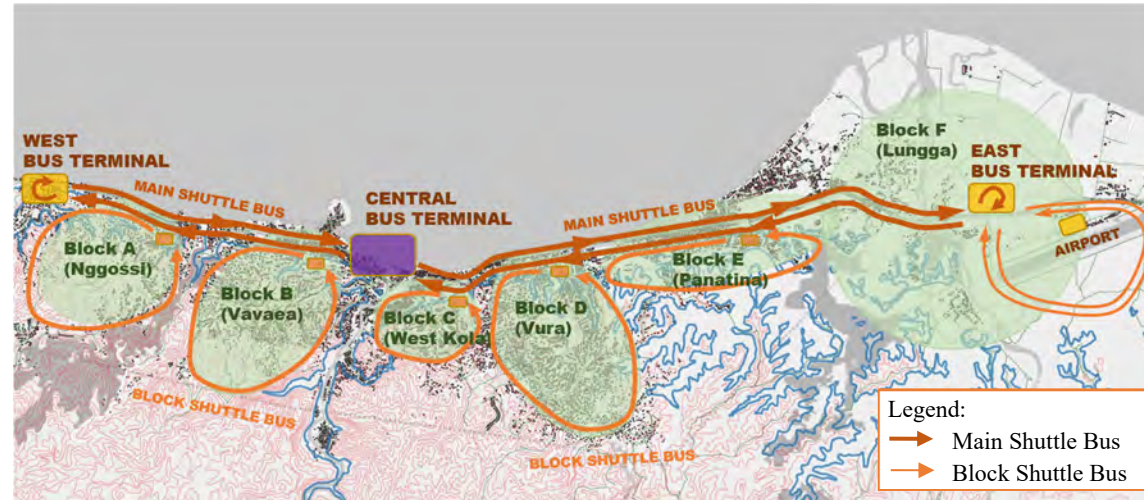 WEST
BUS TERMINAL
MAIN SHUTTLE BUS
CENTRAL
BUS TERMINAL
MAIN SHUTTLE BUS
Block F
(Lungga)
EAST
BUS TERMINAL
AIRPORT
Block A
(Nggossi)
Block B
(Vavaea)
Block C
(West Kola)
Block D
(Vura)
Block E
(Panatina)
BLOCK SHUTTLE BUS
BLOCK SHUTTLE BUS
Legend:
Main Shuttle Bus
Block Shuttle Bus